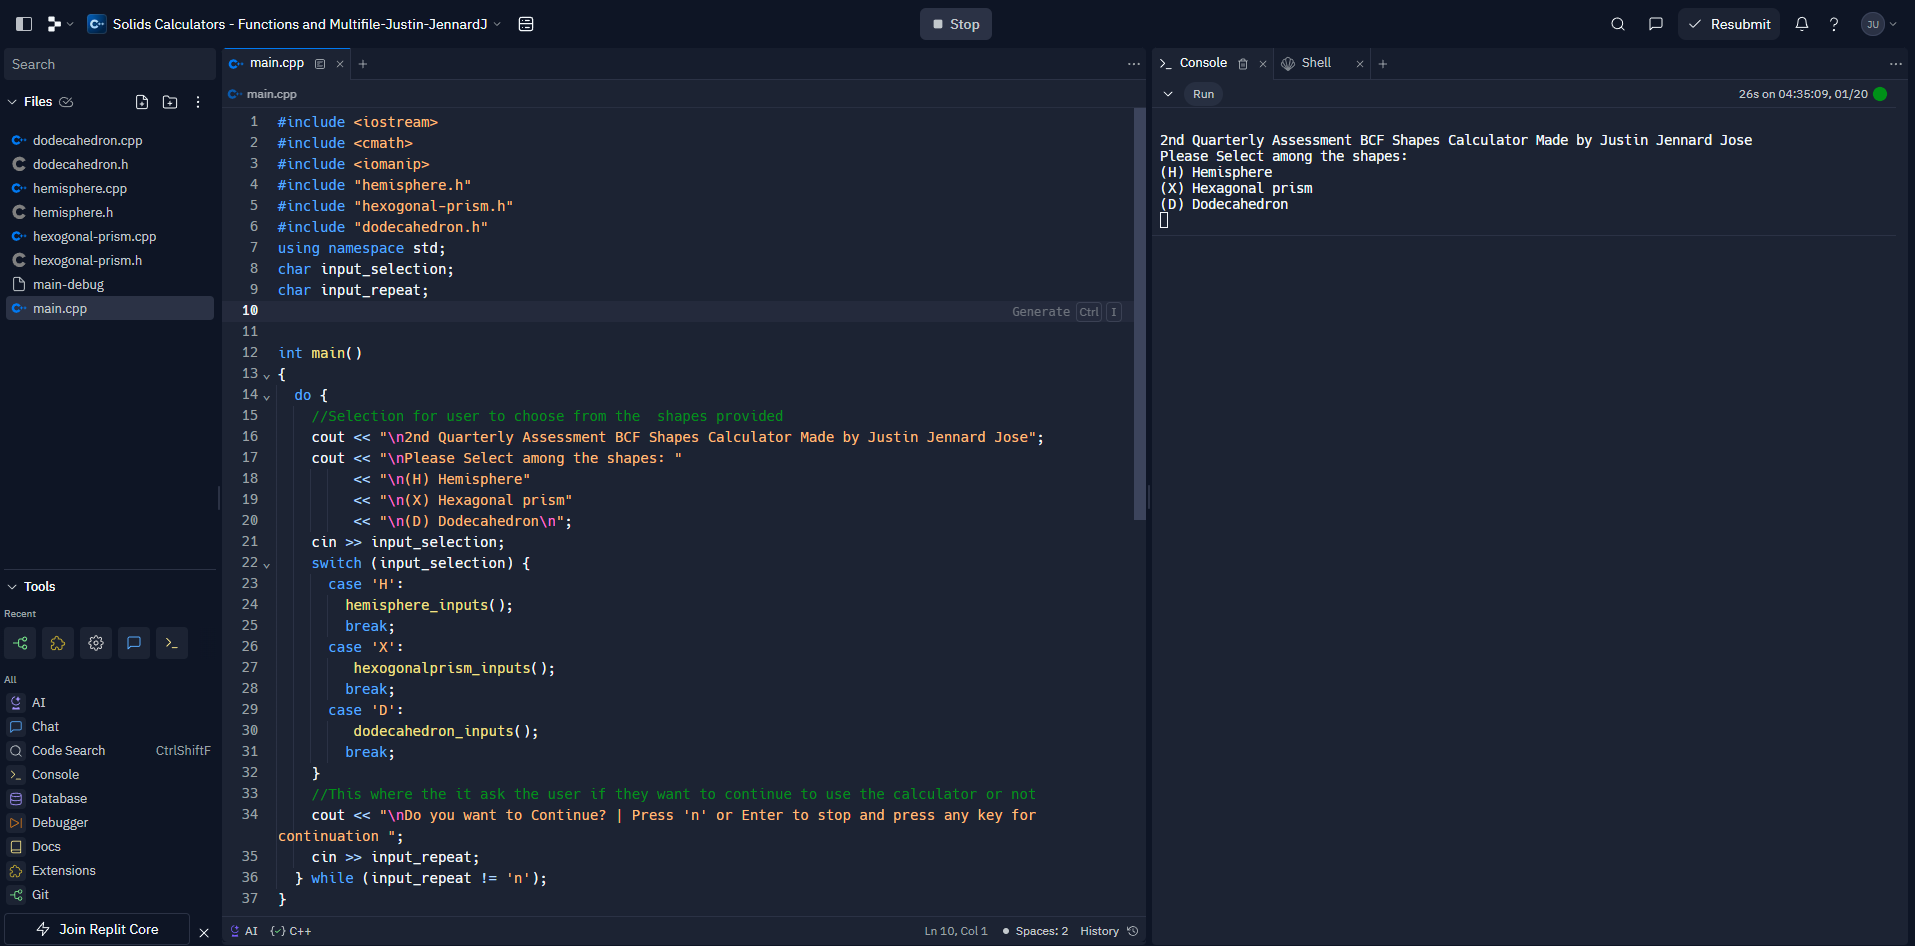 Solids Calculators - Functions and Multifile-Justin-JennardJ
Stop
Resubmit
JU
Search
Files
dodecahedron.cpp
dodecahedron.h
hemisphere.cpp
hemisphere.h
hexogonal-prism.cpp
hexogonal-prism.h
main-debug
main.cpp
Tools
Recent
All
AI
Chat
Code Search CtrlShiftF
Console
Database
Debugger
Docs
Extensions
Git
Join Replit Core
main.cpp
main.cpp
1 #include <iostream>
2 #include <cmath>
3 #include <iomanip>
4 #include "hemisphere.h"
5 #include "hexogonal-prism.h"
6 #include "dodecahedron.h"
7 using namespace std;
8 char input_selection;
9 char input_repeat;
10 Generate Ctrl I
11
12 int main()
13 {
14 do {
15 //Selection for user to choose from the  shapes provided
16 cout << "\n2nd Quarterly Assessment BCF Shapes Calculator Made by Justin Jennard Jose";
17 cout << "\nPlease Select among the shapes: "
18 << "\n(H) Hemisphere"
19 << "\n(X) Hexagonal prism"
20 << "\n(D) Dodecahedron\n";
21 cin >> input_selection;
22 switch (input_selection) {
23 case 'H':
24 hemisphere_inputs();
25 break;
26 case 'X':
27 hexogonalprism_inputs();
28 break;
29 case 'D':
30 dodecahedron_inputs();
31 break;
32 }
33 //This where the it ask the user if they want to continue to use the calculator or not
34 cout << "\nDo you want to Continue? | Press 'n' or Enter to stop and press any key for
continuation ";
35 cin >> input_repeat;
36 } while (input_repeat != 'n');
37 }
AI C++
Ln 10, Col 1 Spaces: 2 History
Console Shell
Run 26s on 04:35:09, 01/20
2nd Quarterly Assessment BCF Shapes Calculator Made by Justin Jennard Jose
Please Select among the shapes:
(H) Hemisphere
(X) Hexagonal prism
(D) Dodecahedron